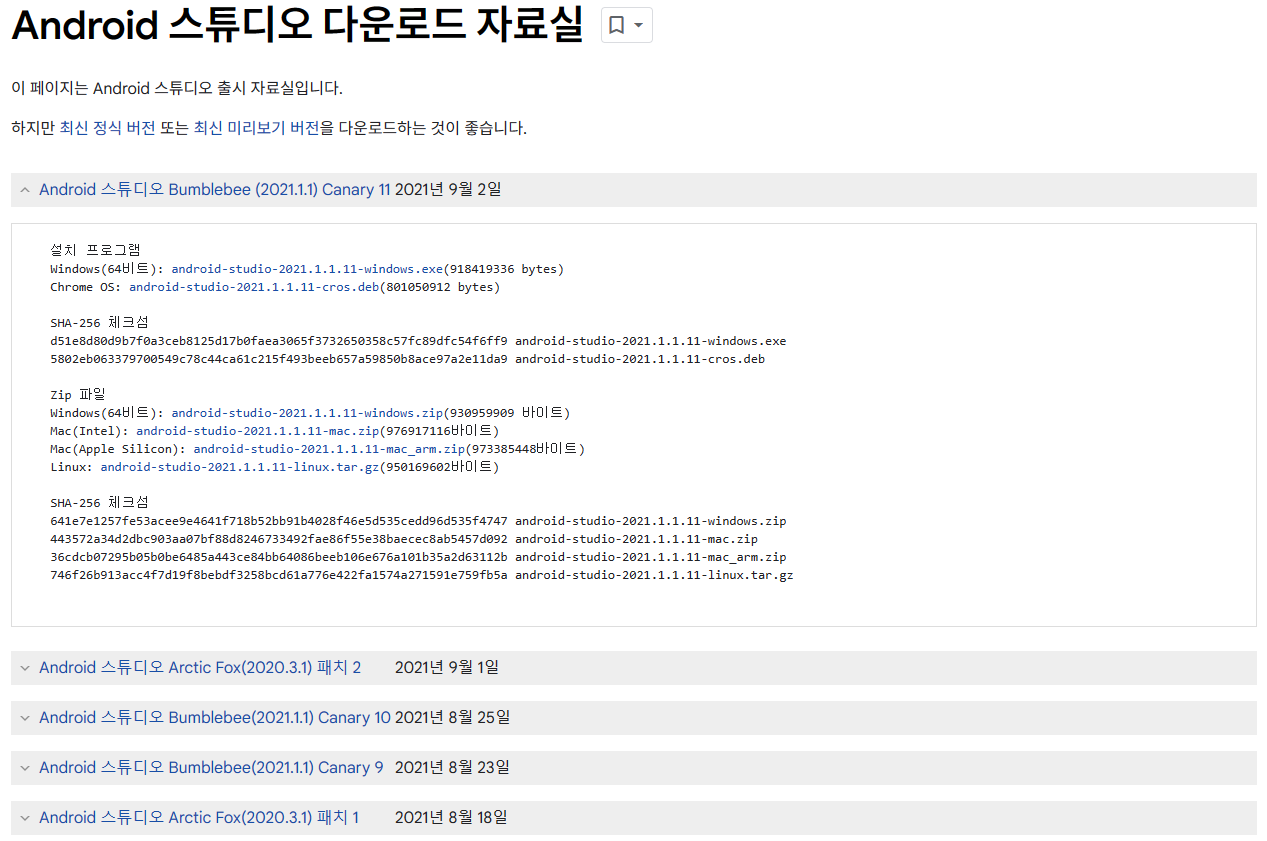 Android 스튜디오 다운로드 자료실
이 페이지는 Android 스튜디오 출시 자료실입니다.
하지만 최신 정식 버전 또는 최신 미리보기 버전을 다운로드하는 것이 좋습니다.
Android 스튜디오 Bumblebee (2021.1.1) Canary 11 2021년 9월 2일
설치 프로그램
Windows(64비트): android-studio-2021.1.1.11-windows.exe(918419336 bytes)
Chrome OS: android-studio-2021.1.1.11-cros.deb(801050912 bytes)
SHA-256 체크섬
d51e8d80d9b7f0a3ceb8125d17b0faea3065f3732650358c57fc89dfc54f6ff9 android-studio-2021.1.1.11-windows.exe
5802eb063379700549c78c44ca61c215f493beeb657a59850b8ace97a2e11da9 android-studio-2021.1.1.11-cros.deb
Zip 파일
Windows(64비트): android-studio-2021.1.1.11-windows.zip(930959909 바이트)
Mac(Intel): android-studio-2021.1.1.11-mac.zip(976917116바이트)
Mac(Apple Silicon): android-studio-2021.1.1.11-mac_arm.zip(973385448바이트)
Linux: android-studio-2021.1.1.11-linux.tar.gz(950169602바이트)
SHA-256 체크섬
641e7e1257fe53acee9e4641f718b52bb91b4028f46e5d535cedd96d535f4747 android-studio-2021.1.1.11-windows.zip
443572a34d2dbc903aa07bf88d8246733492fae86f55e38baecec8ab5457d092 android-studio-2021.1.1.11-mac.zip
36cdcb07295b05b0be6485a443ce84bb64086beeb106e676a101b35a2d63112b android-studio-2021.1.1.11-mac_arm.zip
746f26b913acc4f7d19f8bebdf3258bcd61a776e422fa1574a271591e759fb5a android-studio-2021.1.1.11-linux.tar.gz
Android 스튜디오 Arctic Fox(2020.3.1) 패치 2 2021년 9월 1일
Android 스튜디오 Bumblebee(2021.1.1) Canary 10 2021년 8월 25일
Android 스튜디오 Bumblebee(2021.1.1) Canary 9 2021년 8월 23일
Android 스튜디오 Arctic Fox(2020.3.1) 패치 1 2021년 8월 18일